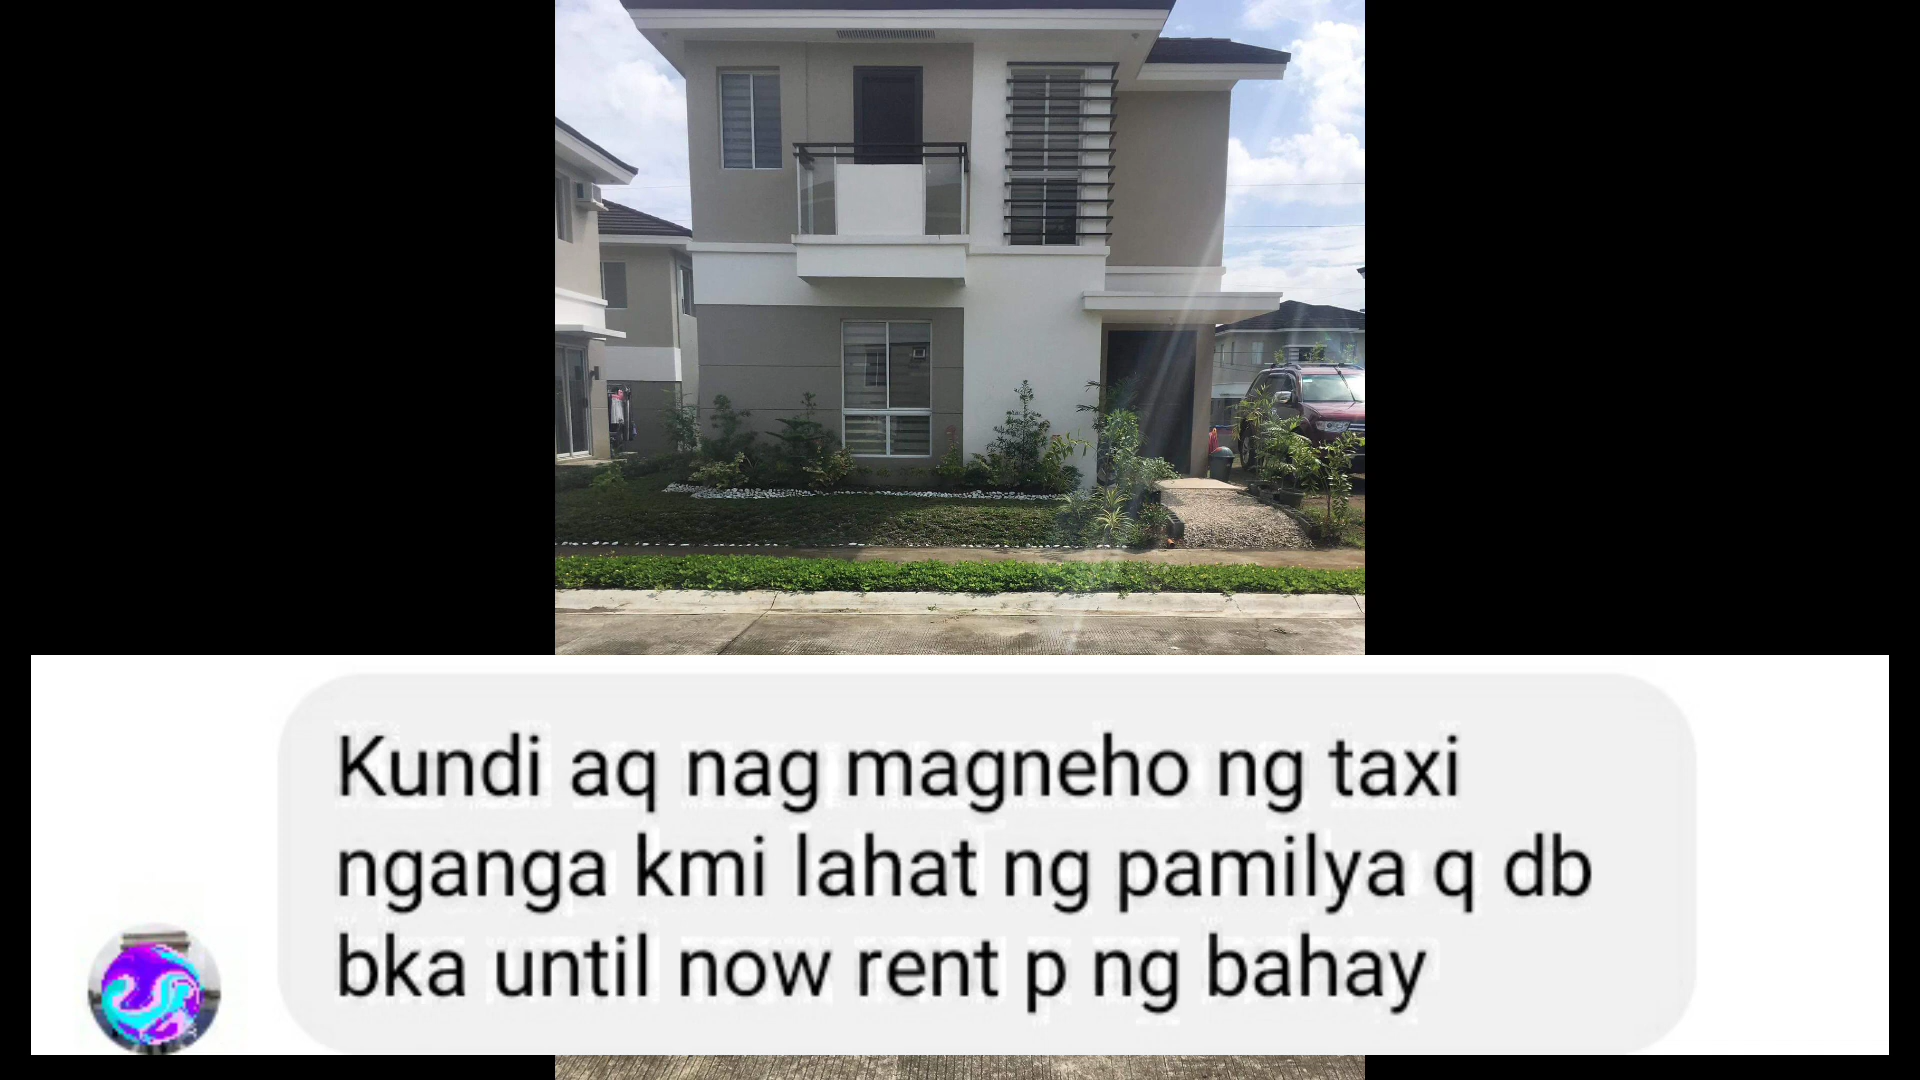 Kundi aq nag magneho ng taxi
nganga kmi lahat ng pamilya q db
bka until now rent p ng bahay